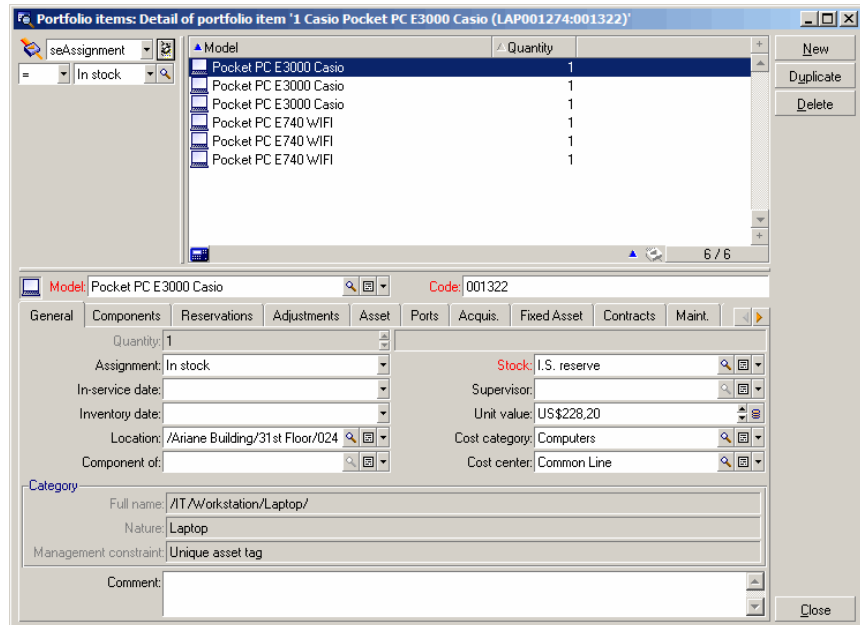 Portfolio items: Detail of portfolio item '1 Casio Pocket PC E3000 Casio (LAP001274:001322)'
seAssignment
= In stock
Model Quantity
Pocket PC E3000 Casio 1
Pocket PC E3000 Casio 1
Pocket PC E3000 Casio 1
Pocket PC E740 WIFI 1
Pocket PC E740 WIFI 1
Pocket PC E740 WIFI 1
6 / 6
New
Duplicate
Delete
Model: Pocket PC E3000 Casio Code: 001322
General Components Reservations Adjustments Asset Ports Acquis. Fixed Asset Contracts Maint.
Quantity: 1
Assignment: In stock Stock: I.S. reserve
In-service date: Supervisor:
Inventory date: Unit value: US$228,20
Location: /Ariane Building/31st Floor/024 Cost category: Computers
Component of: Cost center: Common Line
Category
Full name: /IT/Workstation/Laptop/
Nature: Laptop
Management constraint: Unique asset tag
Comment:
Close